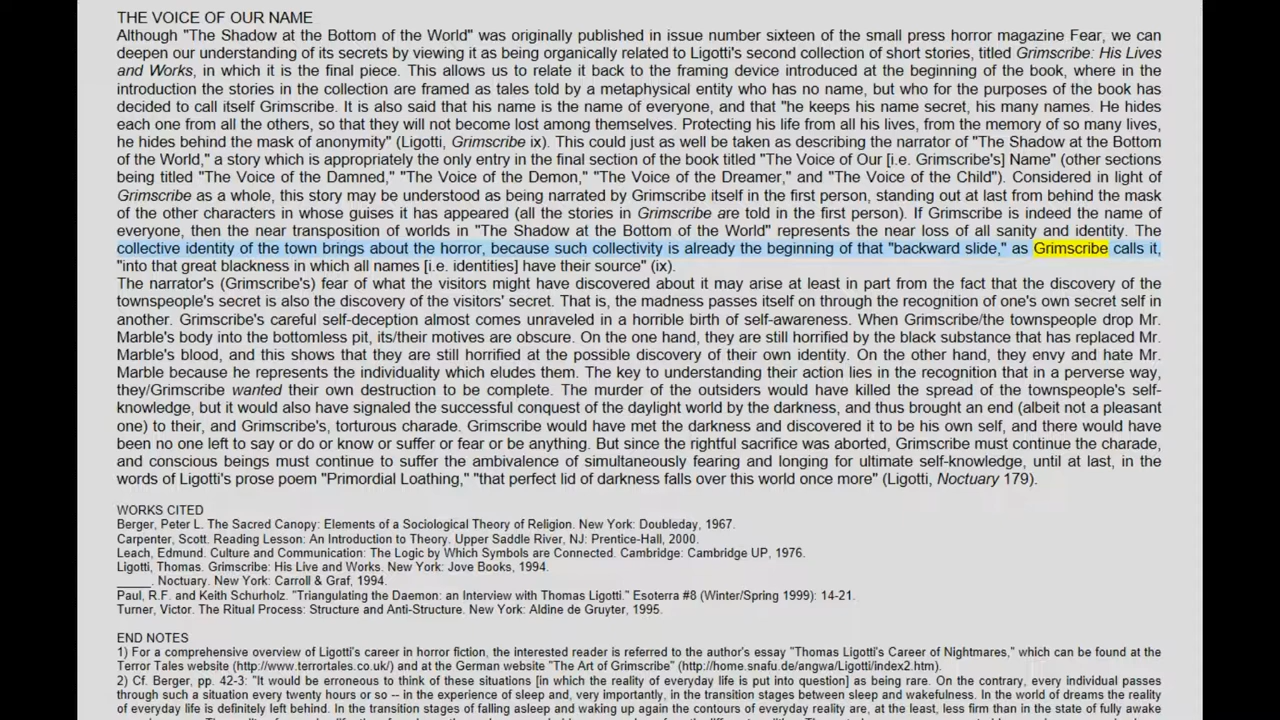 THE VOICE OF OUR NAME
Although "The Shadow at the Bottom of the World" was originally published in issue number sixteen of the small press horror magazine Fear, we can
deepen our understanding of its secrets by viewing it as being organically related to Ligotti's second collection of short stories, titled Grimscribe: His Lives
and Works, in which it is the final piece. This allows us to relate it back to the framing device introduced at the beginning of the book, where in the
introduction the stories in the collection are framed as tales told by a metaphysical entity who has no name, but who for the purposes of the book has
decided to call itself Grimscribe. It is also said that his name is the name of everyone, and that "he keeps his name secret, his many names. He hides
each one from all the others, so that they will not become lost among themselves. Protecting his life from all his lives, from the memory of so many lives,
he hides behind the mask of anonymity" (Ligotti, Grimscribe ix). This could just as well be taken as describing the narrator of "The Shadow at the Bottom
of the World," a story which is appropriately the only entry in the final section of the book titled "The Voice of Our [i.e. Grimscribe's] Name" (other sections
being titled "The Voice of the Damned," "The Voice of the Demon," "The Voice of the Dreamer," and "The Voice of the Child"). Considered in light of
Grimscribe as a whole, this story may be understood as being narrated by Grimscribe itself in the first person, standing out at last from behind the mask
of the other characters in whose guises it has appeared (all the stories in Grimscribe are told in the first person). If Grimscribe is indeed the name of
everyone, then the near transposition of worlds in "The Shadow at the Bottom of the World" represents the near loss of all sanity and identity. The
collective identity of the town brings about the horror, because such collectivity is already the beginning of that "backward slide," as Grimscribe calls it,
"into that great blackness in which all names [i.e. identities] have their source" (ix).
The narrator's (Grimscribe's) fear of what the visitors might have discovered about it may arise at least in part from the fact that the discovery of the
townspeople's secret is also the discovery of the visitors' secret. That is, the madness passes itself on through the recognition of one's own secret self in
another. Grimscribe's careful self-deception almost comes unraveled in a horrible birth of self-awareness. When Grimscribe/the townspeople drop Mr.
Marble's body into the bottomless pit, its/their motives are obscure. On the one hand, they are still horrified by the black substance that has replaced Mr.
Marble's blood, and this shows that they are still horrified at the possible discovery of their own identity. On the other hand, they envy and hate Mr.
Marble because he represents the individuality which eludes them. The key to understanding their action lies in the recognition that in a perverse way,
they/Grimscribe wanted their own destruction to be complete. The murder of the outsiders would have killed the spread of the townspeople's self-
knowledge, but it would also have signaled the successful conquest of the daylight world by the darkness, and thus brought an end (albeit not a pleasant
one) to their, and Grimscribe's, torturous charade. Grimscribe would have met the darkness and discovered it to be his own self, and there would have
been no one left to say or do or know or suffer or fear or be anything. But since the rightful sacrifice was aborted, Grimscribe must continue the charade,
and conscious beings must continue to suffer the ambivalence of simultaneously fearing and longing for ultimate self-knowledge, until at last, in the
words of Ligotti's prose poem "Primordial Loathing," "that perfect lid of darkness falls over this world once more" (Ligotti, Noctuary 179).
WORKS CITED
Berger, Peter L. The Sacred Canopy: Elements of a Sociological Theory of Religion. New York: Doubleday, 1967.
Carpenter, Scott. Reading Lesson: An Introduction to Theory. Upper Saddle River, NJ: Prentice-Hall, 2000.
Leach, Edmund. Culture and Communication: The Logic by Which Symbols are Connected. Cambridge: Cambridge UP, 1976.
Ligotti, Thomas. Grimscribe: His Live and Works. New York: Jove Books, 1994.
_____. Noctuary. New York: Carroll & Graf, 1994.
Paul, R.F. and Keith Schurholz. "Triangulating the Daemon: an Interview with Thomas Ligotti." Esoterra #8 (Winter/Spring 1999): 14-21.
Turner, Victor. The Ritual Process: Structure and Anti-Structure. New York: Aldine de Gruyter, 1995.
END NOTES
1) For a comprehensive overview of Ligotti's career in horror fiction, the interested reader is referred to the author's essay "Thomas Ligotti's Career of Nightmares," which can be found at the
Terror Tales website (http://www.terrortales.co.uk/) and at the German website "The Art of Grimscribe" (http://home.snafu.de/angwa/Ligotti/index2.htm).
2) Cf. Berger, pp. 42-3: "It would be erroneous to think of these situations [in which the reality of everyday life is put into question] as being rare. On the contrary, every individual passes
through such a situation every twenty hours or so -- in the experience of sleep and, very importantly, in the transition stages between sleep and wakefulness. In the world of dreams the reality
of everyday life is definitely left behind. In the transition stages of falling asleep and waking up again the contours of everyday reality are, at the least, less firm than in the state of fully awake